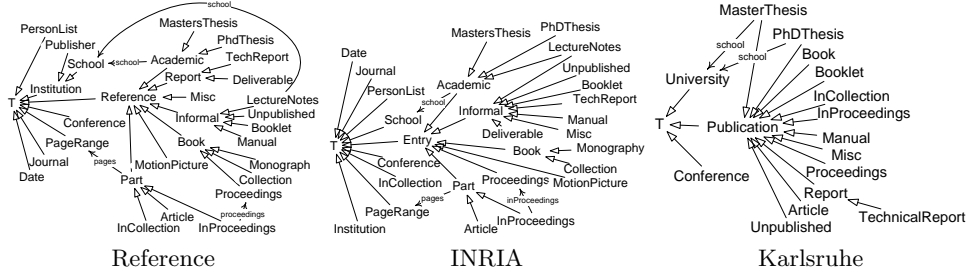 school
PersonList
MastersThesis
Publisher
PhdThesis
School
school
Academic
TechReport
Institution
Report
Deliverable
T
Reference
Misc
LectureNotes
Conference
Informal
Unpublished
PageRange
Booklet
Book
Manual
pages
MotionPicture
Monograph
Journal
Part
Collection
Date
Proceedings
proceedings
Article
InCollection
InProceedings
Reference
MastersThesis
PhDThesis
Date
LectureNotes
Journal
Academic
Unpublished
PersonList
Booklet
school
TechReport
School
Informal
Manual
T
Entry
Deliverable
Misc
Book
Monography
Conference
Collection
InCollection
Part
Proceedings
MotionPicture
pages
inProceedings
PageRange
Institution
Article
InProceedings
INRIA
MasterThesis
PhDThesis
school
Book
school
Booklet
University
InCollection
InProceedings
T
Publication
Manual
Misc
Conference
Proceedings
Report
Article
TechnicalReport
Unpublished
Karlsruhe